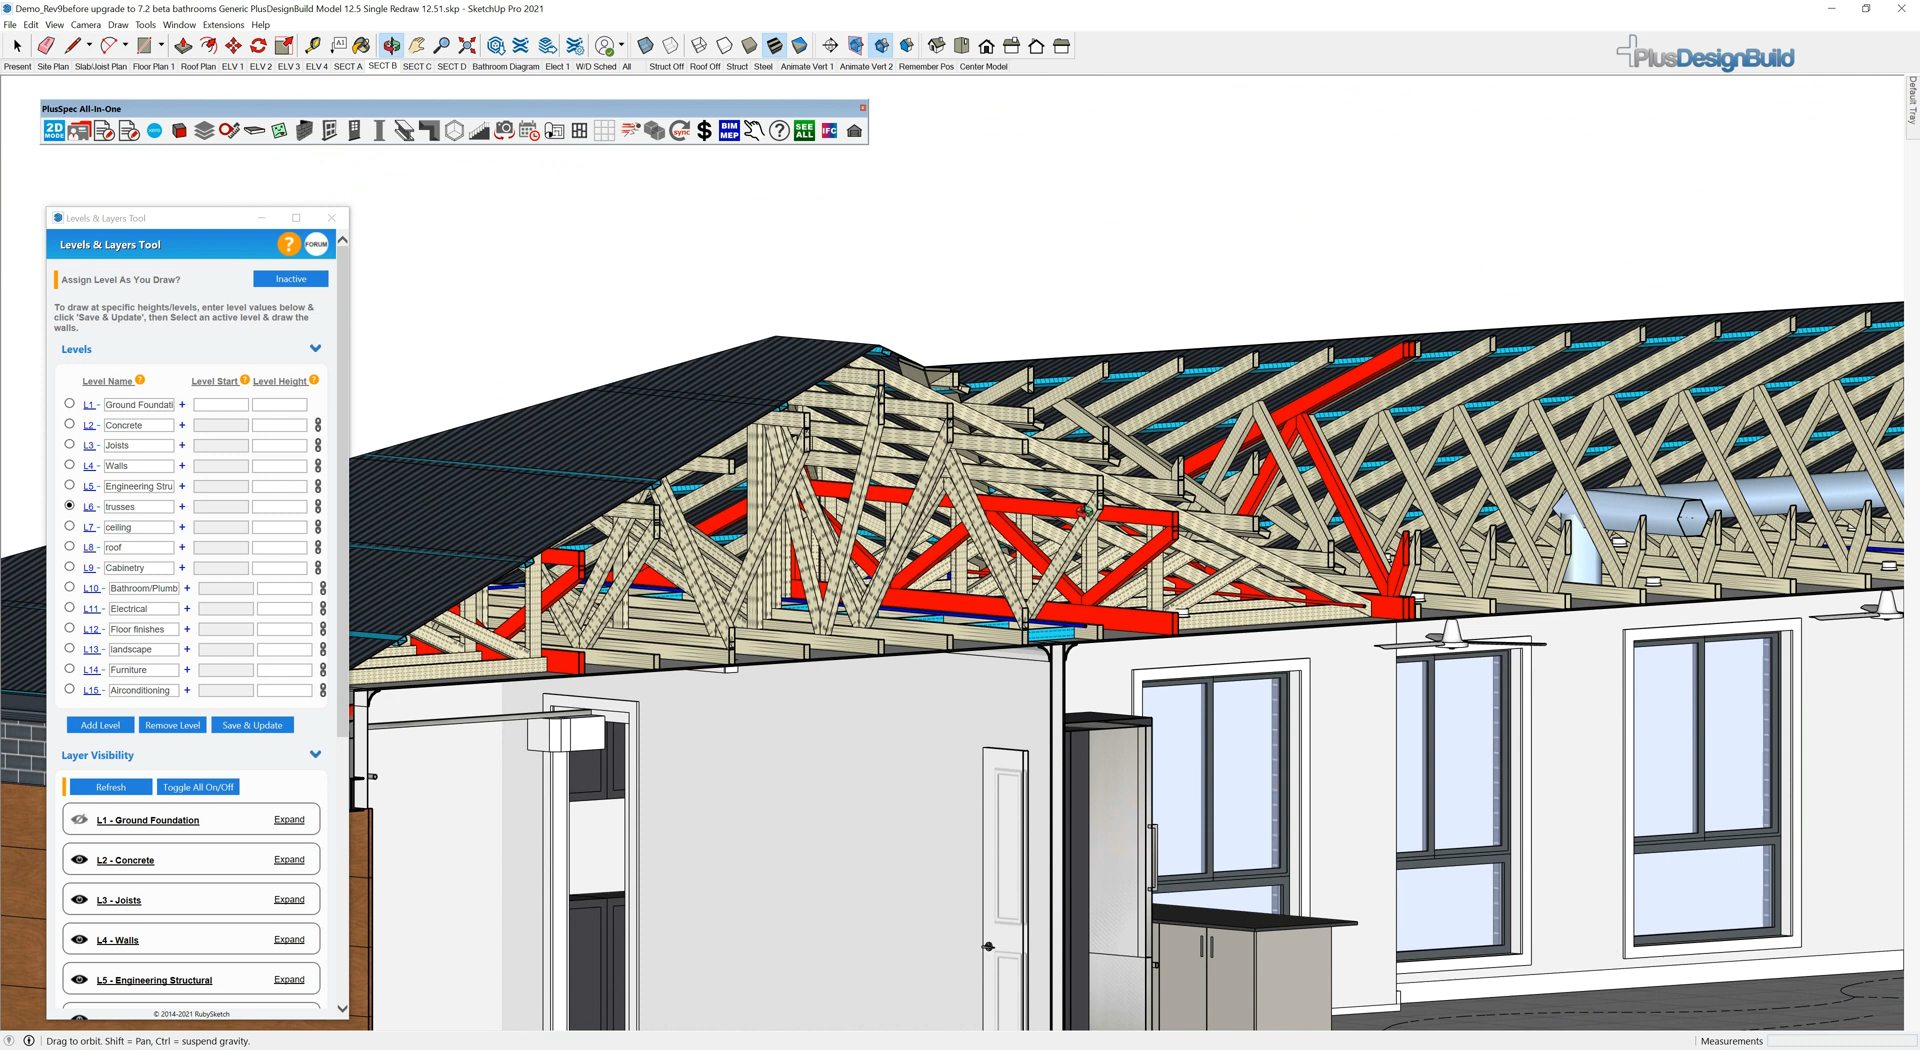 Demo_Rev9before upgrade to 7.2 beta bathrooms Generic PlusDesignBuild Model 12.5 Single Redraw 12.51.skp - SketchUp Pro 2021
File Edit View Camera Draw Tools Window Extensions Help
A1
Present Site Plan Slab/Joist Plan Floor Plan 1 Roof Plan ELV 1 ELV 2 ELV 3 ELV 4 SECT A SECT B SECT C SECT D Bathroom Diagram Elect 1 W/D Sched All Struct Off Roof Off Struct Steel Animate Vert 1 Animate Vert 2 Remember Pos Center Model
PlusDesignBuild
Default Tray
PlusSpec All-In-One
2D MODE
sync
$
BIM MEP
?
SEE ALL
IFC
Levels & Layers Tool
Levels & Layers Tool
? FORUM
Assign Level As You Draw? Inactive
To draw at specific heights/levels, enter level values below &
click 'Save & Update', then Select an active level & draw the
walls.
Levels
Level Name ? Level Start ? Level Height ?
L1 - Ground Foundati +
L2 - Concrete +
L3 - Joists +
L4 - Walls +
L5 - Engineering Stru +
L6 - trusses +
L7 - ceiling +
L8 - roof +
L9 - Cabinetry +
L10 - Bathroom/Plumb +
L11 - Electrical +
L12 - Floor finishes +
L13 - landscape +
L14 - Furniture +
L15 - Airconditioning +
Add Level Remove Level Save & Update
Layer Visibility
Refresh Toggle All On/Off
L1 - Ground Foundation Expand
L2 - Concrete Expand
L3 - Joists Expand
L4 - Walls Expand
L5 - Engineering Structural Expand
© 2014-2021 RubySketch
Drag to orbit. Shift = Pan, Ctrl = suspend gravity.
Measurements